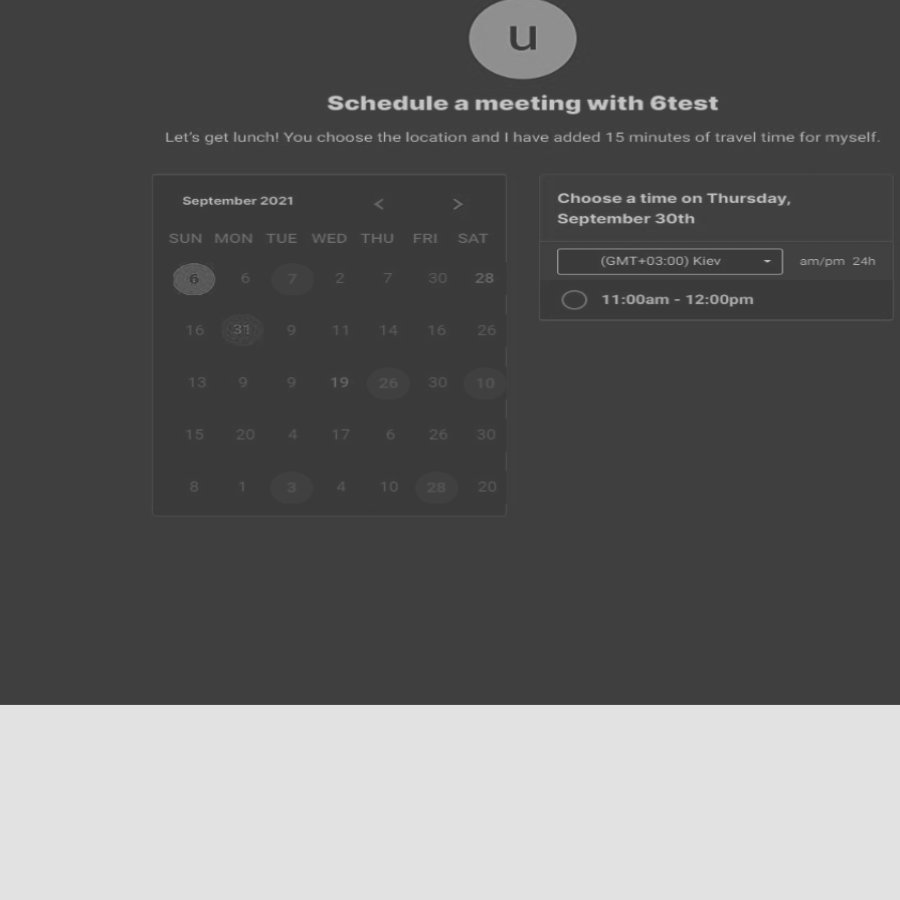 u
Schedule a meeting with 6test
Let's get lunch! You choose the location and I have added 15 minutes of travel time for myself.
September 2021 < >
SUN MON TUE WED THU FRI SAT
6 6 7 2 7 30 28
16 31 9 11 14 16 26
13 9 9 19 26 30 10
15 20 4 17 6 26 30
8 1 3 4 10 28 20
Choose a time on Thursday,
September 30th
(GMT+03:00) Kiev am/pm 24h
11:00am - 12:00pm